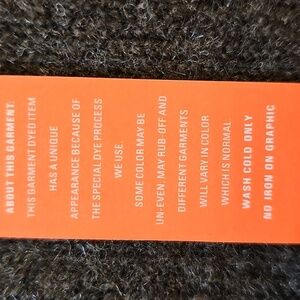 ABOUT THIS GARMENT:
THIS GARMENT DYED ITEM
HAS A UNIQUE
APPEARANCE BECAUSE OF
THE SPECIAL DYE PROCESS
WE USE
SOME COLOR MAY BE
UN-EVEN, MAY RUB-OFF AND
DIFFERENT GARMENTS
WILL VARY IN COLOR
WHICH IS NORMAL
WASH COLD ONLY
NO IRON ON GRAPHIC